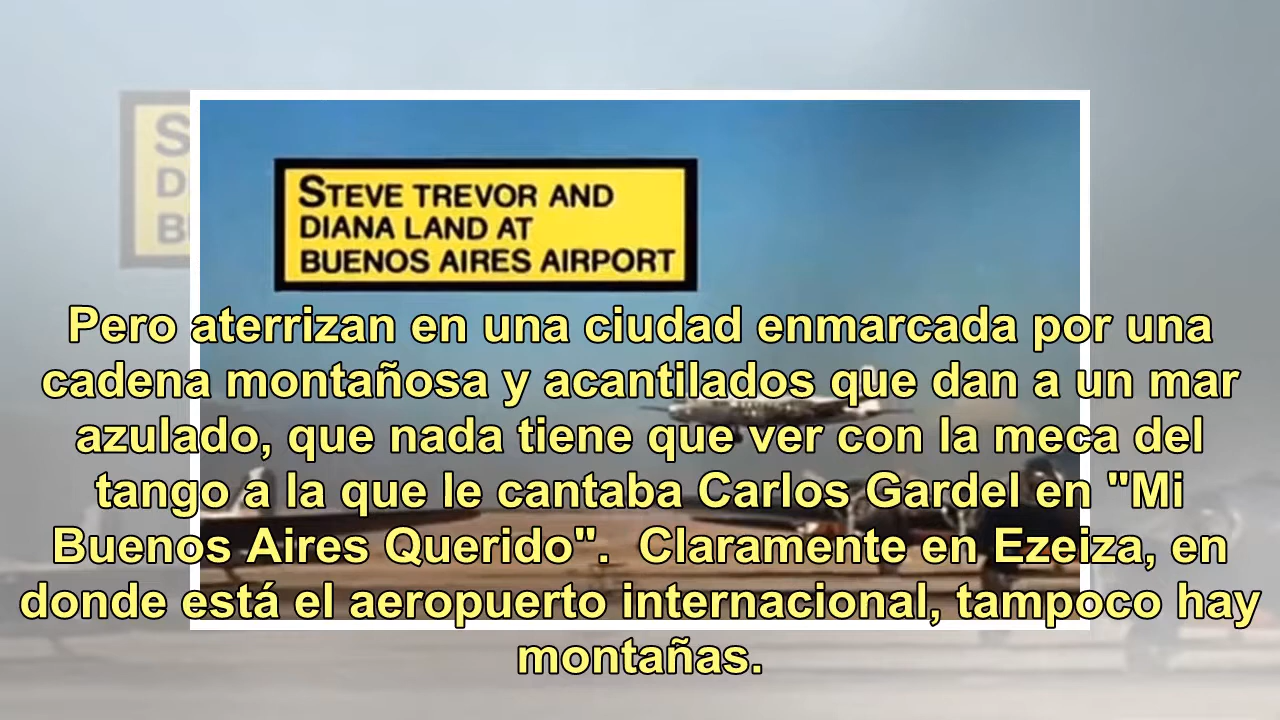 S
D
B
STEVE TREVOR AND
DIANA LAND AT
BUENOS AIRES AIRPORT
Pero aterrizan en una ciudad enmarcada por una
cadena montañosa y acantilados que dan a un mar
azulado, que nada tiene que ver con la meca del
tango a la que le cantaba Carlos Gardel en "Mi
Buenos Aires Querido".  Claramente en Ezeiza, en
donde está el aeropuerto internacional, tampoco hay
montañas.